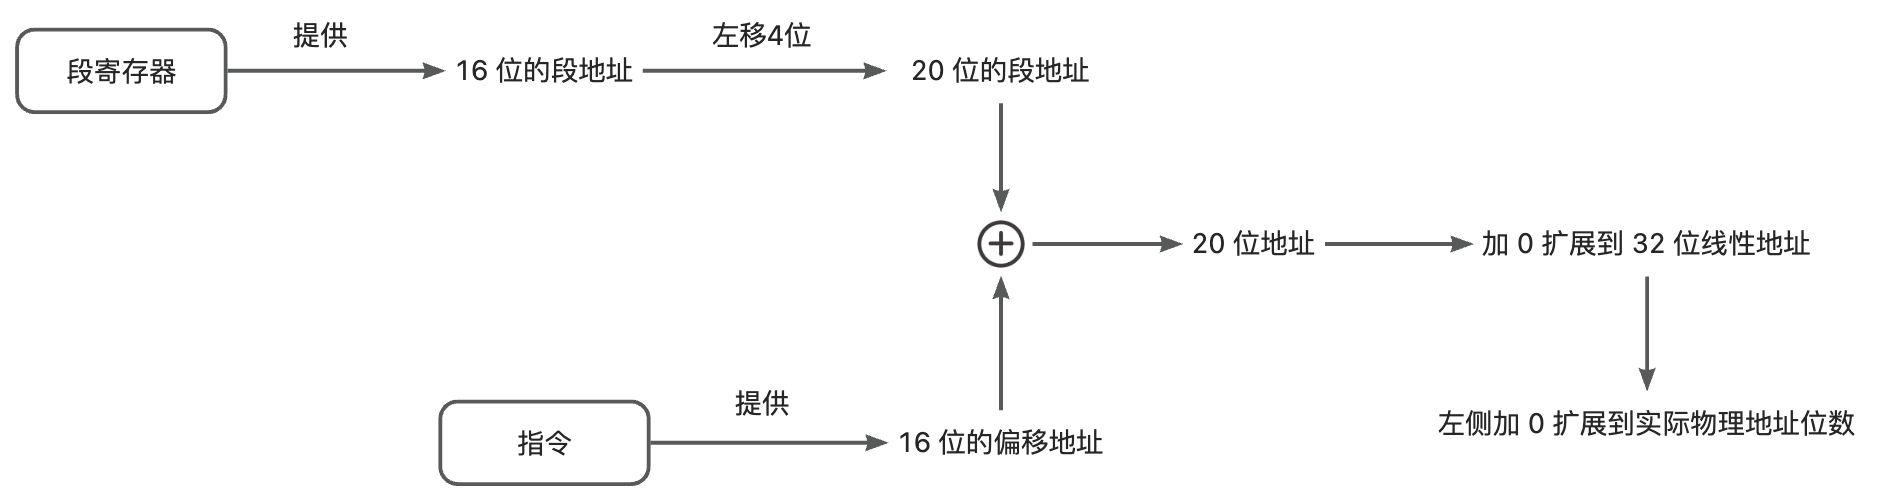 提供
左移4位
段寄存器
16 位的段地址
20 位的段地址
20 位地址
加 0 扩展到 32 位线性地址
提供
指令
16 位的偏移地址
左侧加 0 扩展到实际物理地址位数